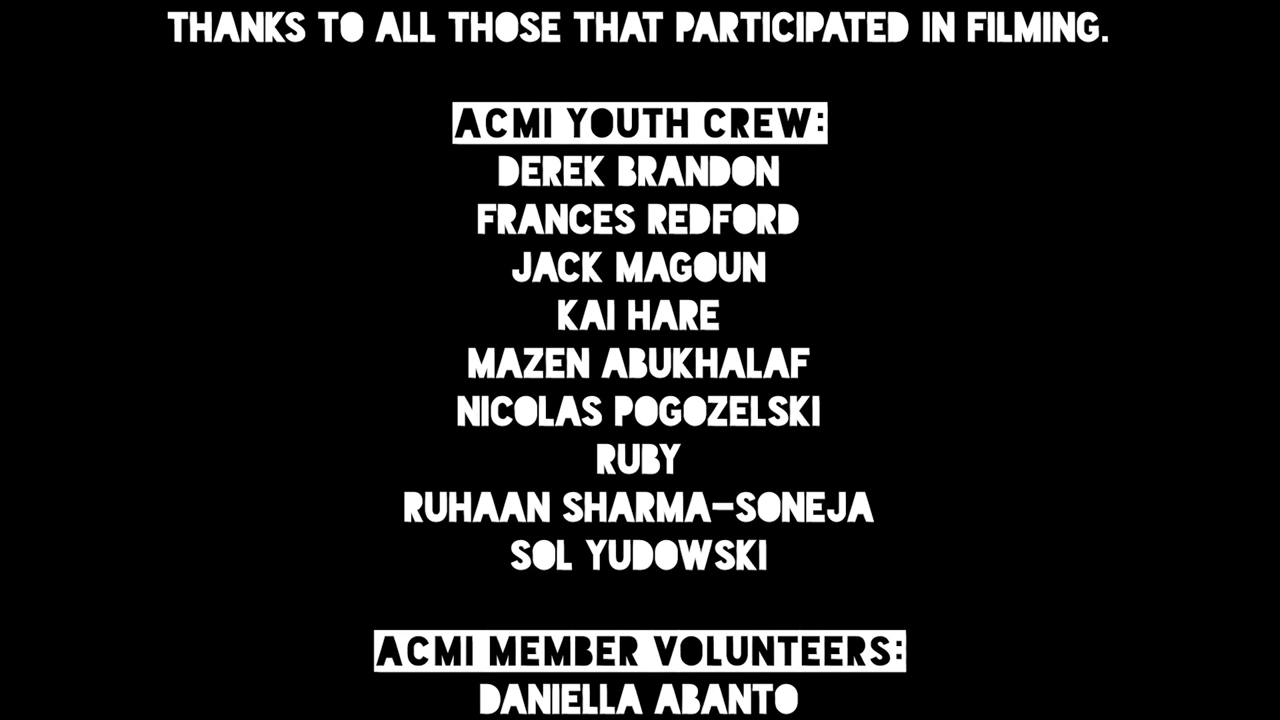 THANKS TO ALL THOSE THAT PARTICIPATED IN FILMING.
ACMI YOUTH CREW:
DEREK BRANDON
FRANCES REDFORD
JACK MAGOUN
KAI HARE
MAZEN ABUKHALAF
NICOLAS POGOZELSKI
RUBY
RUHAAN SHARMA-SONEJA
SOL YUDOWSKI
ACMI MEMBER VOLUNTEERS:
DANIELLA ABANTO